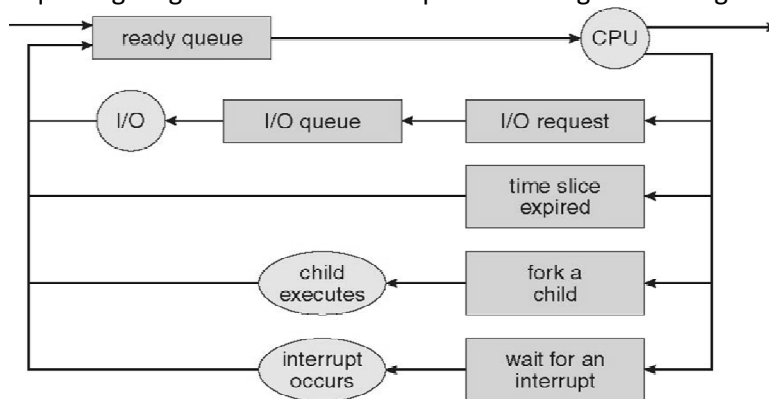 ready queue
CPU
I/O
I/O queue
I/O request
time slice
expired
child
executes
fork a
child
interrupt
occurs
wait for an
interrupt